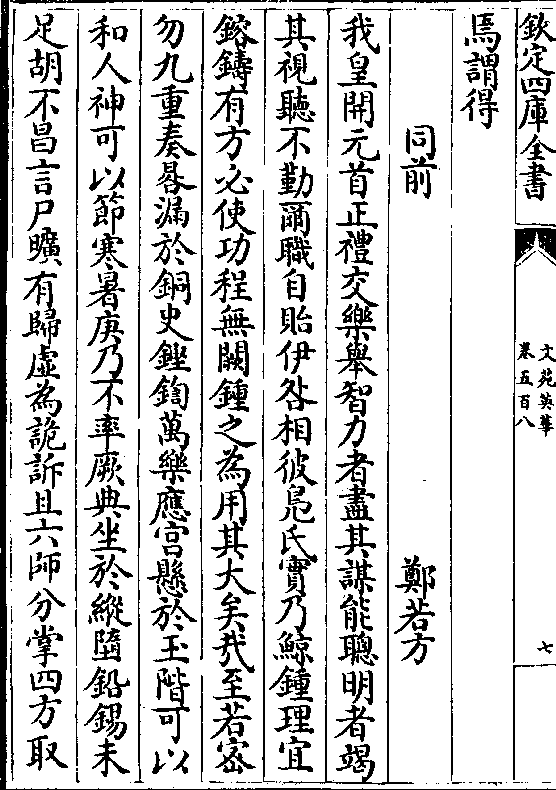 欽定四庫全書
文苑英華
卷五百八
七
焉謂得
同前
鄭若方
我皇開元首正禮交樂舉智力者盡其謀能聰明者竭
其視聽不勤爾職自貽伊咎相彼鳧氏實乃鯨鍾理宜
鎔鑄有方必使功程無闕鍾之為用其大矣哉至若密
勿九重奏晷漏於銅史鏗鍧萬樂應宮懸於玉階可以
和人神可以節寒暑庚乃不率厥典坐於縱隳鉛錫未
足胡不昌言尸曠有歸虛為詭訴且六師分掌四方取